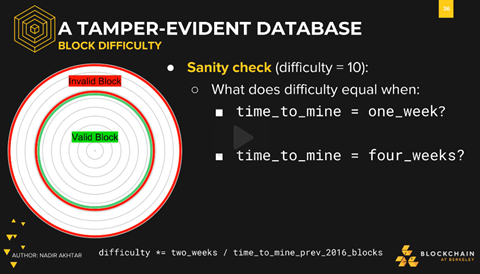 36
A TAMPER-EVIDENT DATABASE
BLOCK DIFFICULTY
Invalid Block
Valid Block
● Sanity check (difficulty = 10):
○ What does difficulty equal when:
■ time_to_mine = one_week?
■ time_to_mine = four_weeks?
AUTHOR: NADIR AKHTAR
difficulty *= two_weeks / time_to_mine_prev_2016_blocks
BLOCKCHAIN
AT BERKELEY